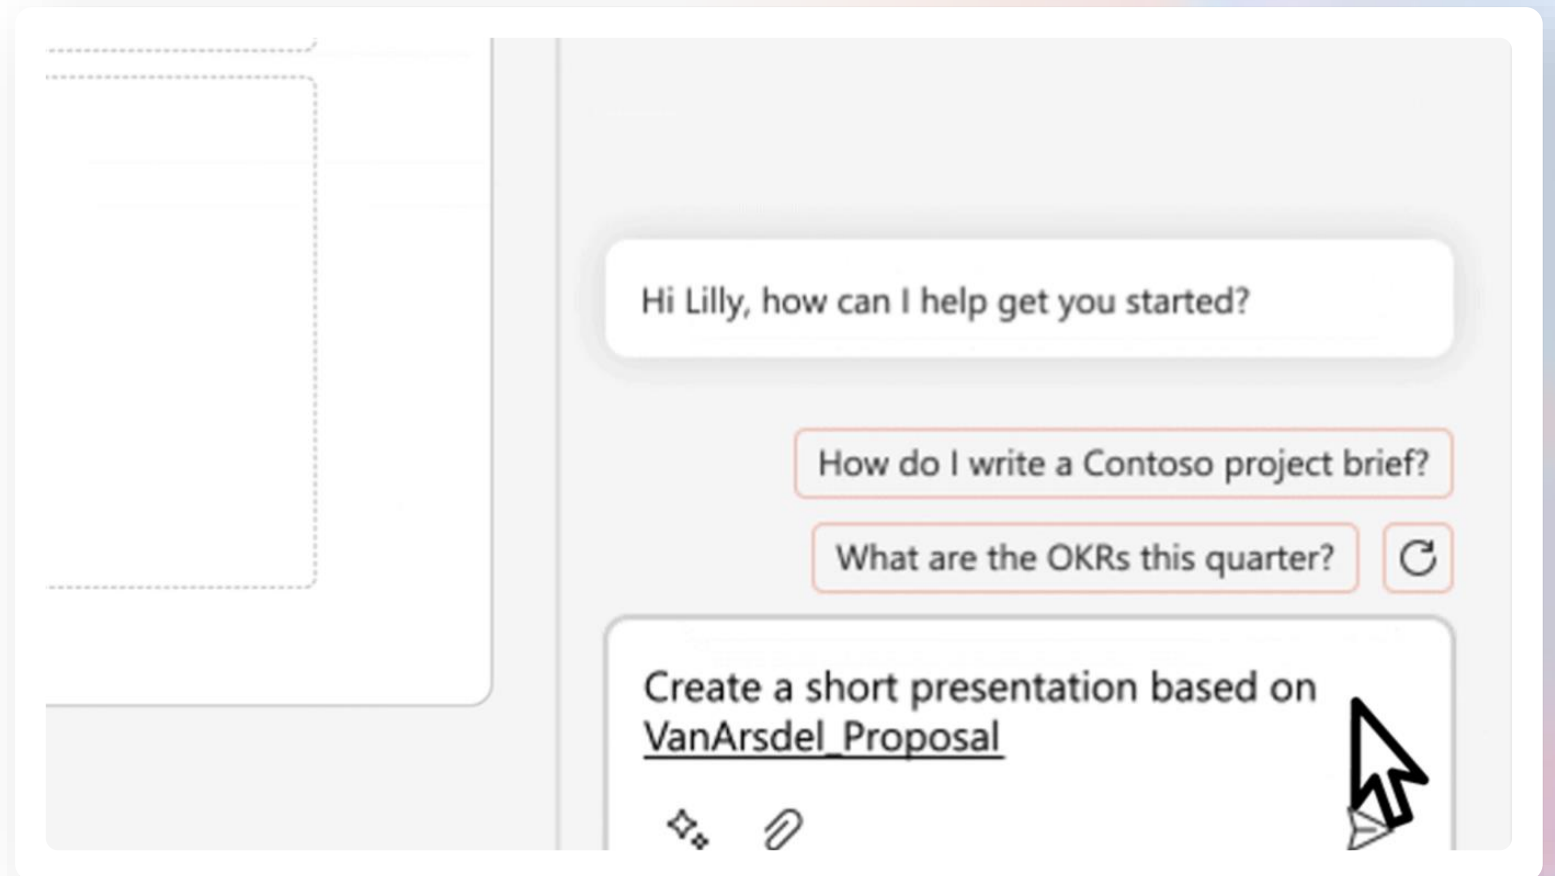 Hi Lilly, how can I help get you started?
How do I write a Contoso project brief?
What are the OKRs this quarter?
Create a short presentation based on
VanArsdel_Proposal